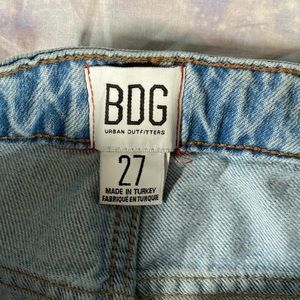 BDG
URBAN OUTFITTERS
27
MADE IN TURKEY
FABRIQUÉ EN TURQUIE